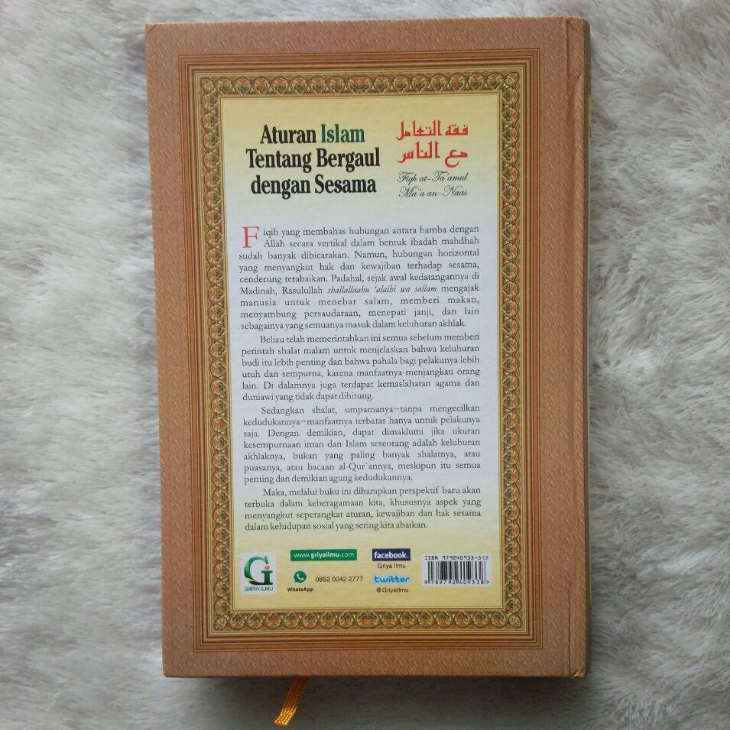 Aturan Islam
Tentang Bergaul
dengan Sesama
فقه التعامل
مع الناس
Fiqh at-Ta'amul
Ma'a an-Naas
Fiqih yang membahas hubungan antara hamba dengan
Allah secara vertikal dalam bentuk ibadah mahdhah
sudah banyak dibicarakan. Namun, hubungan horizontal
yang menyangkut hak dan kewajiban terhadap sesama,
cenderung terabaikan. Padahal, sejak awal kedatangannya di
Madinah, Rasulullah shallallaahu 'alaihi wa sallam mengajak
manusia untuk menebar salam, memberi makan,
menyambung persaudaraan, menepati janji, dan lain
sebagainya yang semuanya masuk dalam keluhuran akhlak.
Beliau telah memerintahkan ini semua sebelum memberi
perintah shalat malam untuk menjelaskan bahwa keluhuran
budi itu lebih penting dan bahwa pahala bagi pelakunya lebih
utuh dan sempurna, karena manfaatnya menjangkau orang
lain. Di dalamnya juga terdapat kemaslahatan agama dan
duniawi yang tidak dapat dihitung.
Sedangkan shalat, umpamanya–tanpa mengecilkan
kedudukannya–manfaatnya terbatas hanya untuk pelakunya
saja. Dengan demikian, dapat dimaklumi jika ukuran
kesempurnaan iman dan Islam seseorang adalah keluhuran
akhlaknya, bukan yang paling banyak shalatnya, atau
puasanya, atau bacaan al-Qur'annya, meskipun itu semua
penting dan demikian agung kedudukannya.
Maka, melalui buku ini diharapkan perspektif baru akan
terbuka dalam keberagamaan kita, khususnya aspek yang
menyangkut seperangkat aturan, kewajiban dan hak sesama
dalam kehidupan sosial yang sering kita abaikan.
GRIYA ILMU
www.griyailmu.com
WhatsApp
0852 0042 2777
facebook.
Griya Ilmu
twitter
@Griyailmu
ISBN